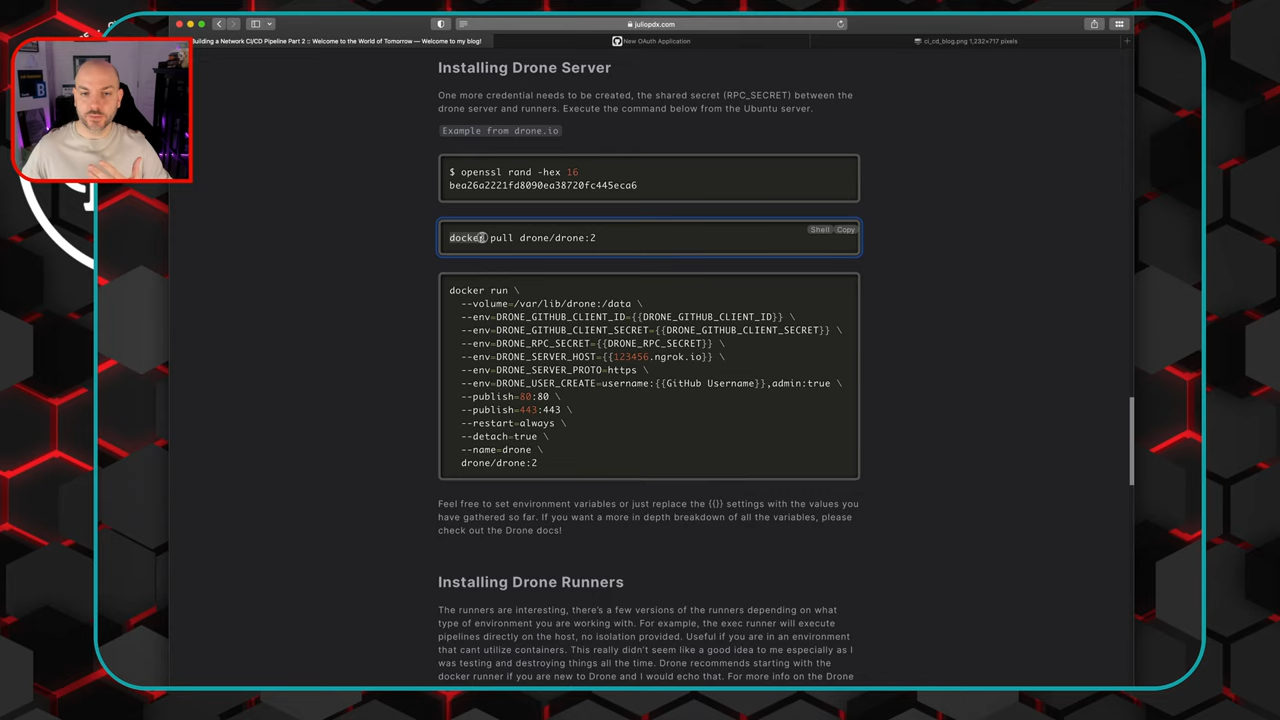 juliopdx.com
Building a Network CI/CD Pipeline Part 2 :: Welcome to the World of Tomorrow — Welcome to my blog!
New OAuth Application
ci_cd_blog.png 1,232×717 pixels
Installing Drone Server
One more credential needs to be created, the shared secret (RPC_SECRET) between the
drone server and runners. Execute the command below from the Ubuntu server.
Example from drone.io
$ openssl rand -hex 16
bea26a2221fd8090ea38720fc445eca6
Shell Copy
docker pull drone/drone:2
docker run \
--volume=/var/lib/drone:/data \
--env=DRONE_GITHUB_CLIENT_ID={{DRONE_GITHUB_CLIENT_ID}} \
--env=DRONE_GITHUB_CLIENT_SECRET={{DRONE_GITHUB_CLIENT_SECRET}} \
--env=DRONE_RPC_SECRET={{DRONE_RPC_SECRET}} \
--env=DRONE_SERVER_HOST={{123456.ngrok.io}} \
--env=DRONE_SERVER_PROTO=https \
--env=DRONE_USER_CREATE=username:{{GitHub Username}},admin:true \
--publish=80:80 \
--publish=443:443 \
--restart=always \
--detach=true \
--name=drone \
drone/drone:2
Feel free to set environment variables or just replace the {{}} settings with the values you
have gathered so far. If you want a more in depth breakdown of all the variables, please
check out the Drone docs!
Installing Drone Runners
The runners are interesting, there's a few versions of the runners depending on what
type of environment you are working with. For example, the exec runner will execute
pipelines directly on the host, no isolation provided. Useful if you are in an environment
that cant utilize containers. This really didn't seem like a good idea to me especially as I
was testing and destroying things all the time. Drone recommends starting with the
docker runner if you are new to Drone and I would echo that. For more info on the Drone